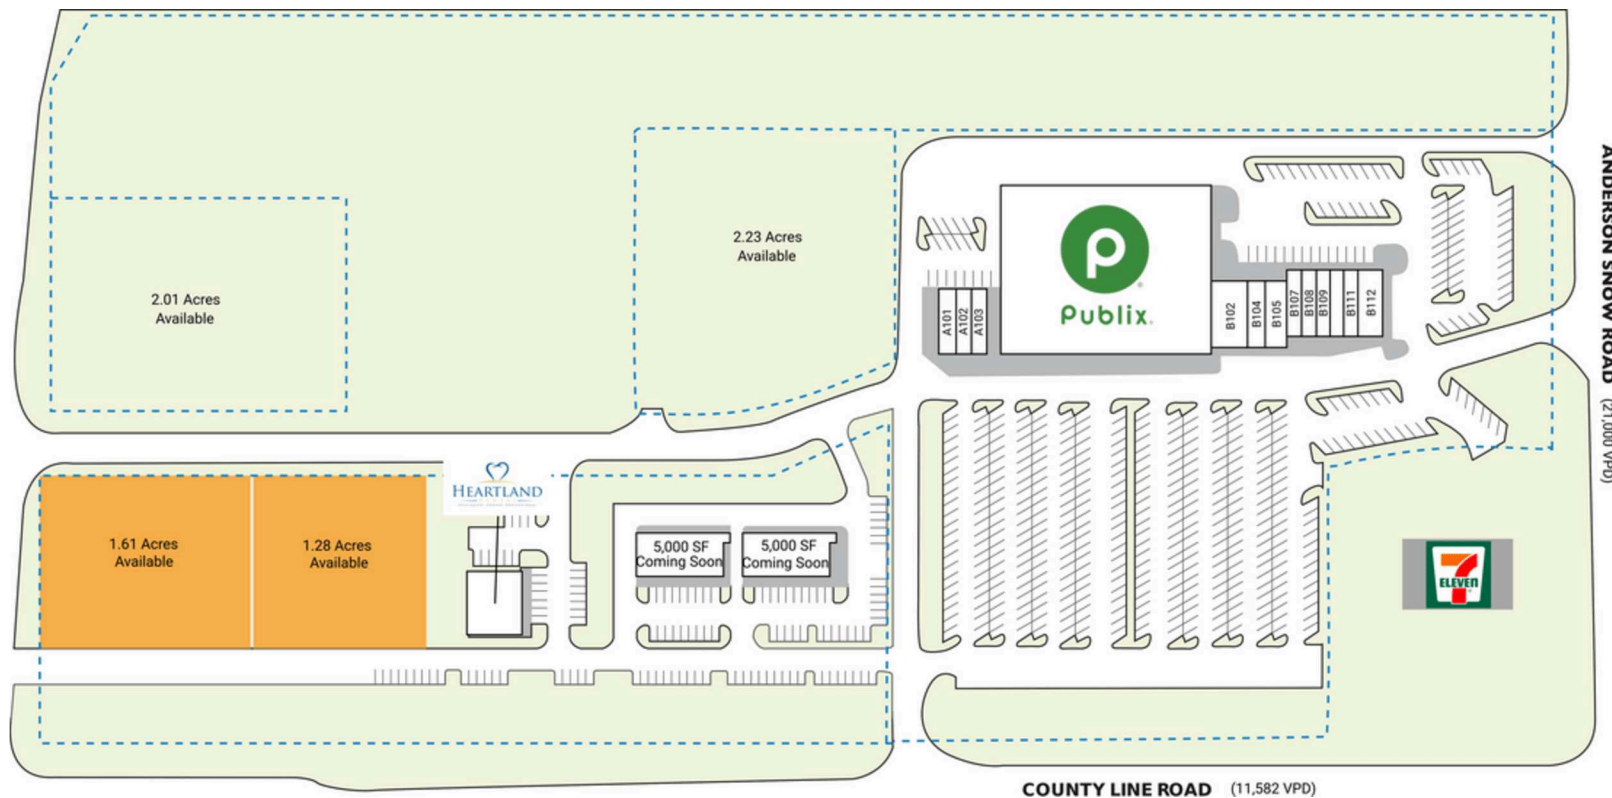 2.01 Acres
Available
2.23 Acres
Available
Publix.
A101
A102
A103
B102
B104
B105
B107
B108
B109
B111
B112
ANDERSON SNOW ROAD (21,000 VPD)
HEARTLAND
1.61 Acres
Available
1.28 Acres
Available
5,000 SF
Coming Soon
5,000 SF
Coming Soon
7
ELEVEn
COUNTY LINE ROAD (11,582 VPD)